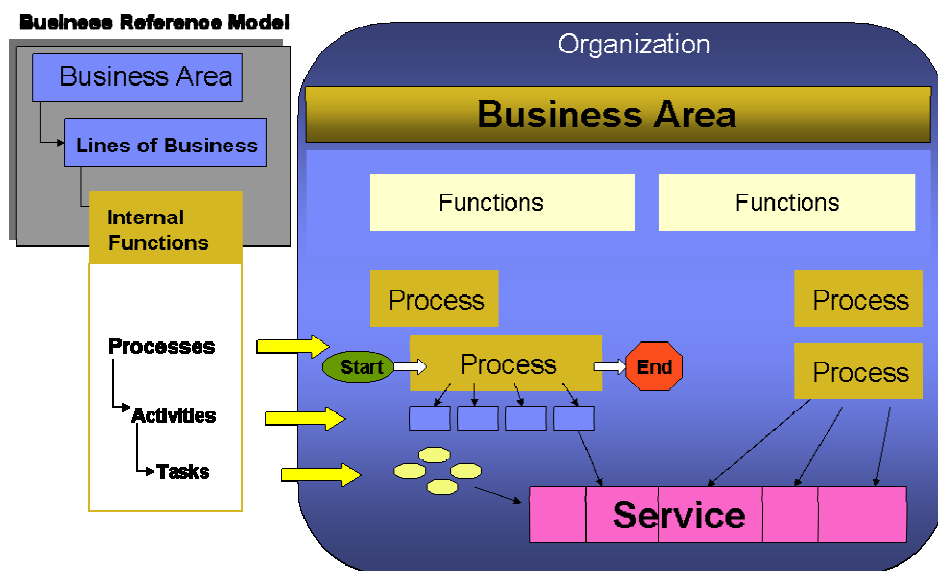 Business Reference Model
Business Area
Lines of Business
Internal
Functions
Processes
Activities
Tasks
Organization
Business Area
Functions
Functions
Process
Process
Start
Process
End
Process
Service